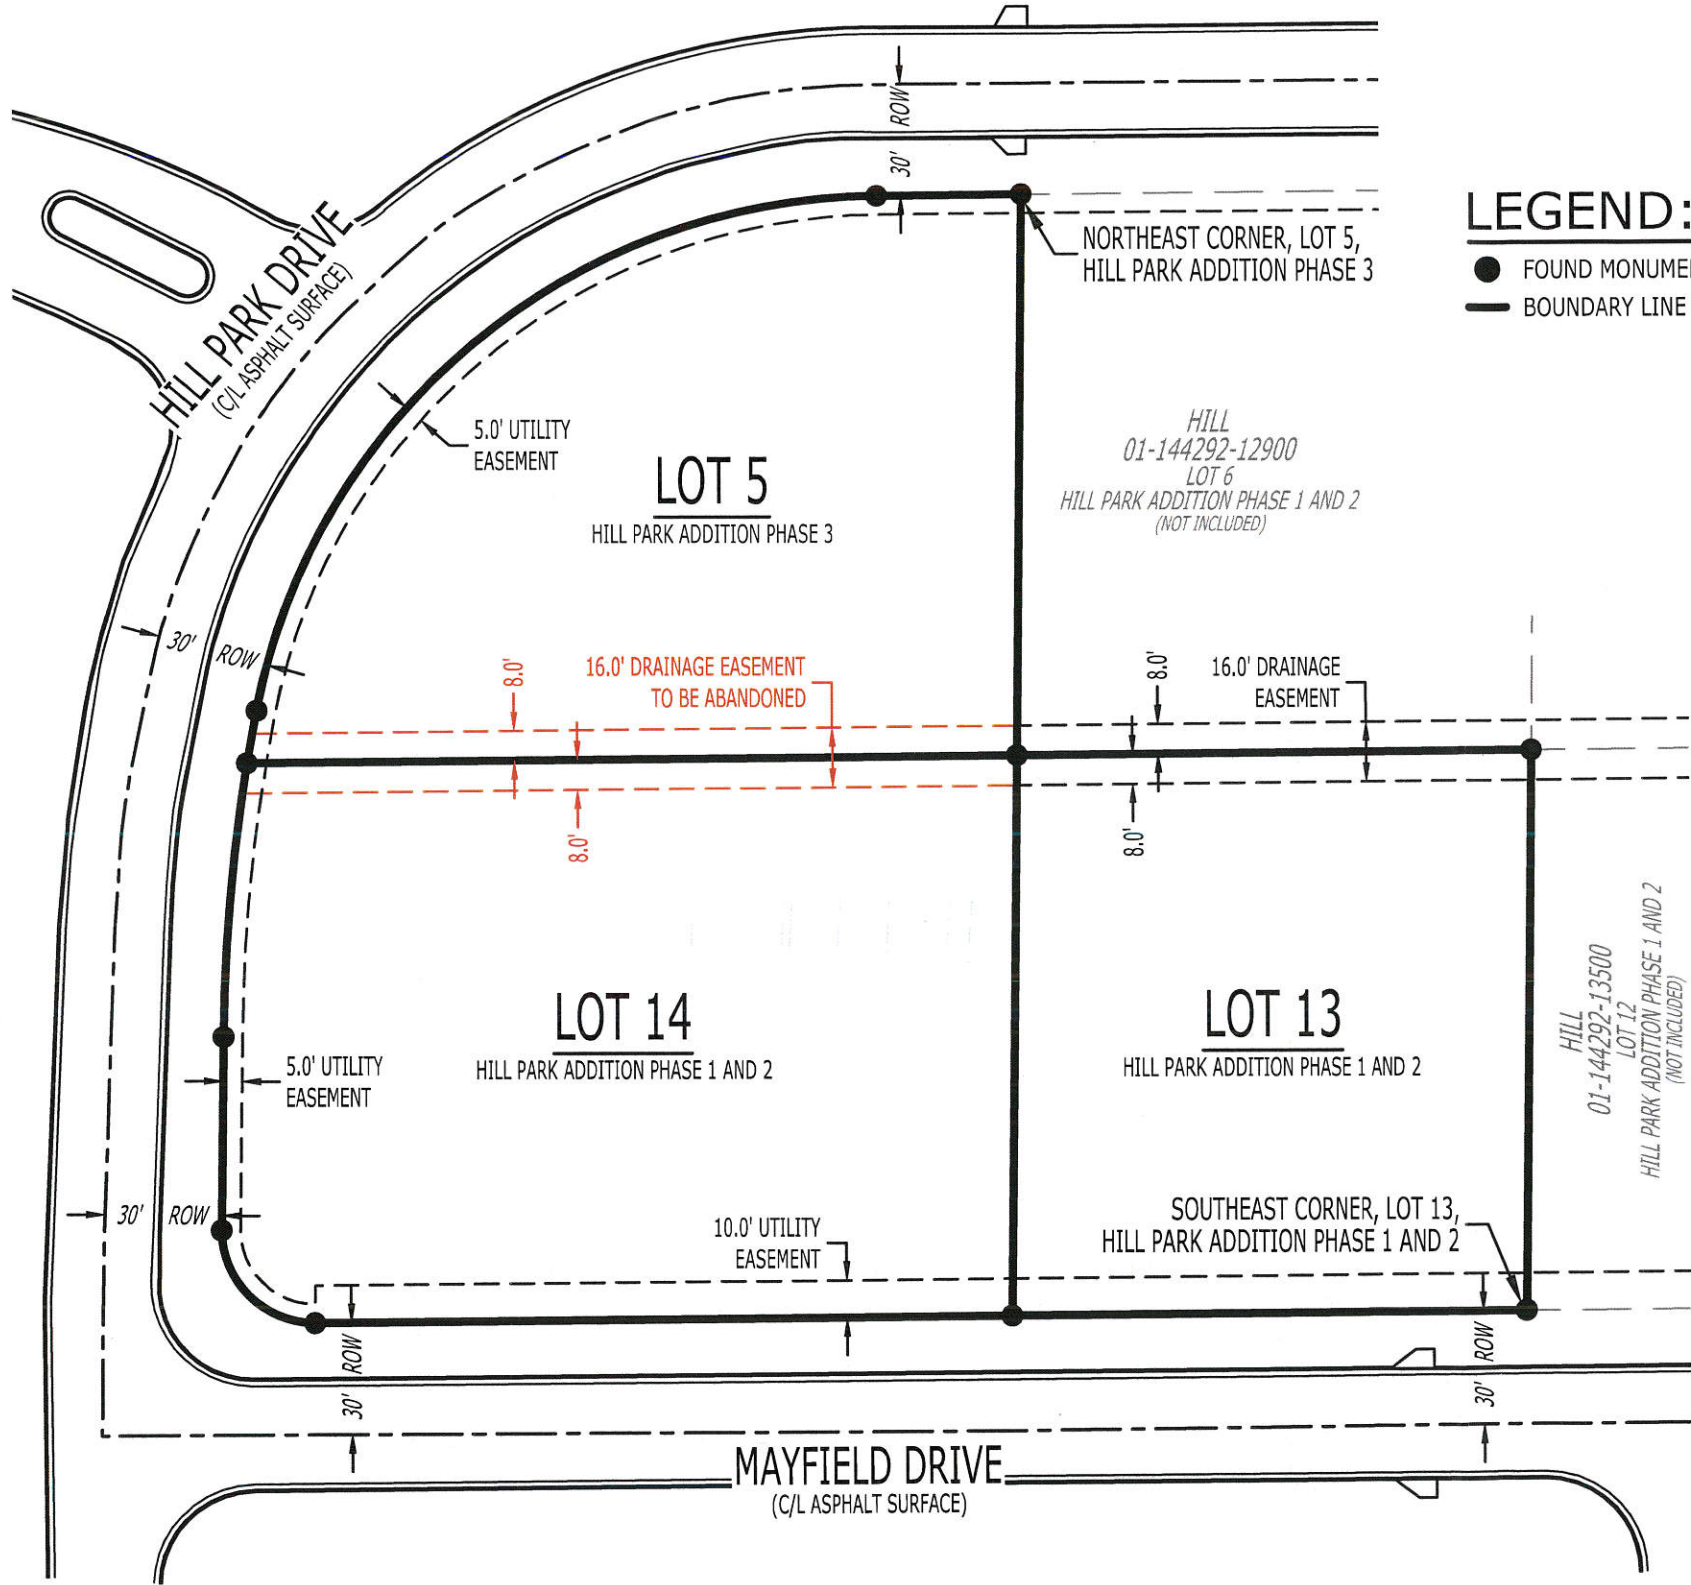 ROW
30'
LEGEND:
FOUND MONUME
BOUNDARY LINE
NORTHEAST CORNER, LOT 5,
HILL PARK ADDITION PHASE 3
HILL PARK DRIVE
(C/L ASPHALT SURFACE)
5.0' UTILITY
EASEMENT
LOT 5
HILL PARK ADDITION PHASE 3
HILL
01-144292-12900
LOT 6
HILL PARK ADDITION PHASE 1 AND 2
(NOT INCLUDED)
30' ROW
8.0'
16.0' DRAINAGE EASEMENT
TO BE ABANDONED
8.0'
8.0'
16.0' DRAINAGE
EASEMENT
8.0'
LOT 14
HILL PARK ADDITION PHASE 1 AND 2
LOT 13
HILL PARK ADDITION PHASE 1 AND 2
HILL
01-144292-13500
LOT 12
HILL PARK ADDITION PHASE 1 AND 2
(NOT INCLUDED)
5.0' UTILITY
EASEMENT
30' ROW
10.0' UTILITY
EASEMENT
SOUTHEAST CORNER, LOT 13,
HILL PARK ADDITION PHASE 1 AND 2
30' ROW
30' ROW
MAYFIELD DRIVE
(C/L ASPHALT SURFACE)